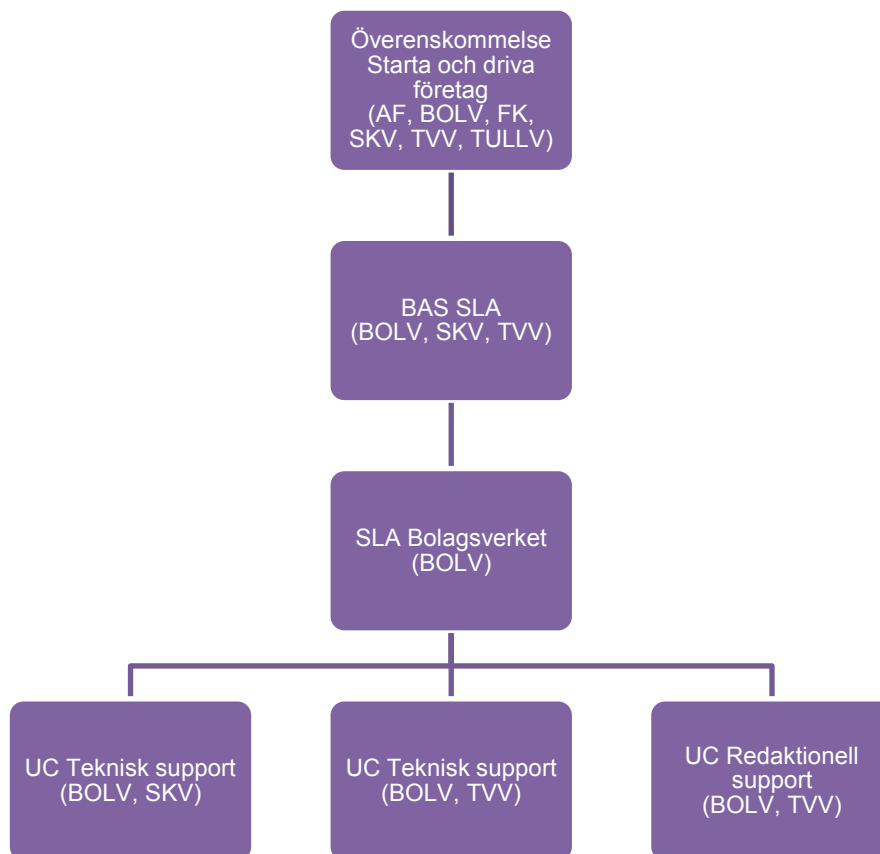 Överenskommelse
Starta och driva
företag
(AF, BOLV, FK,
SKV, TVV, TULLV)
BAS SLA
(BOLV, SKV, TVV)
SLA Bolagsverket
(BOLV)
UC Teknisk support
(BOLV, SKV)
UC Teknisk support
(BOLV, TVV)
UC Redaktionell
support
(BOLV, TVV)